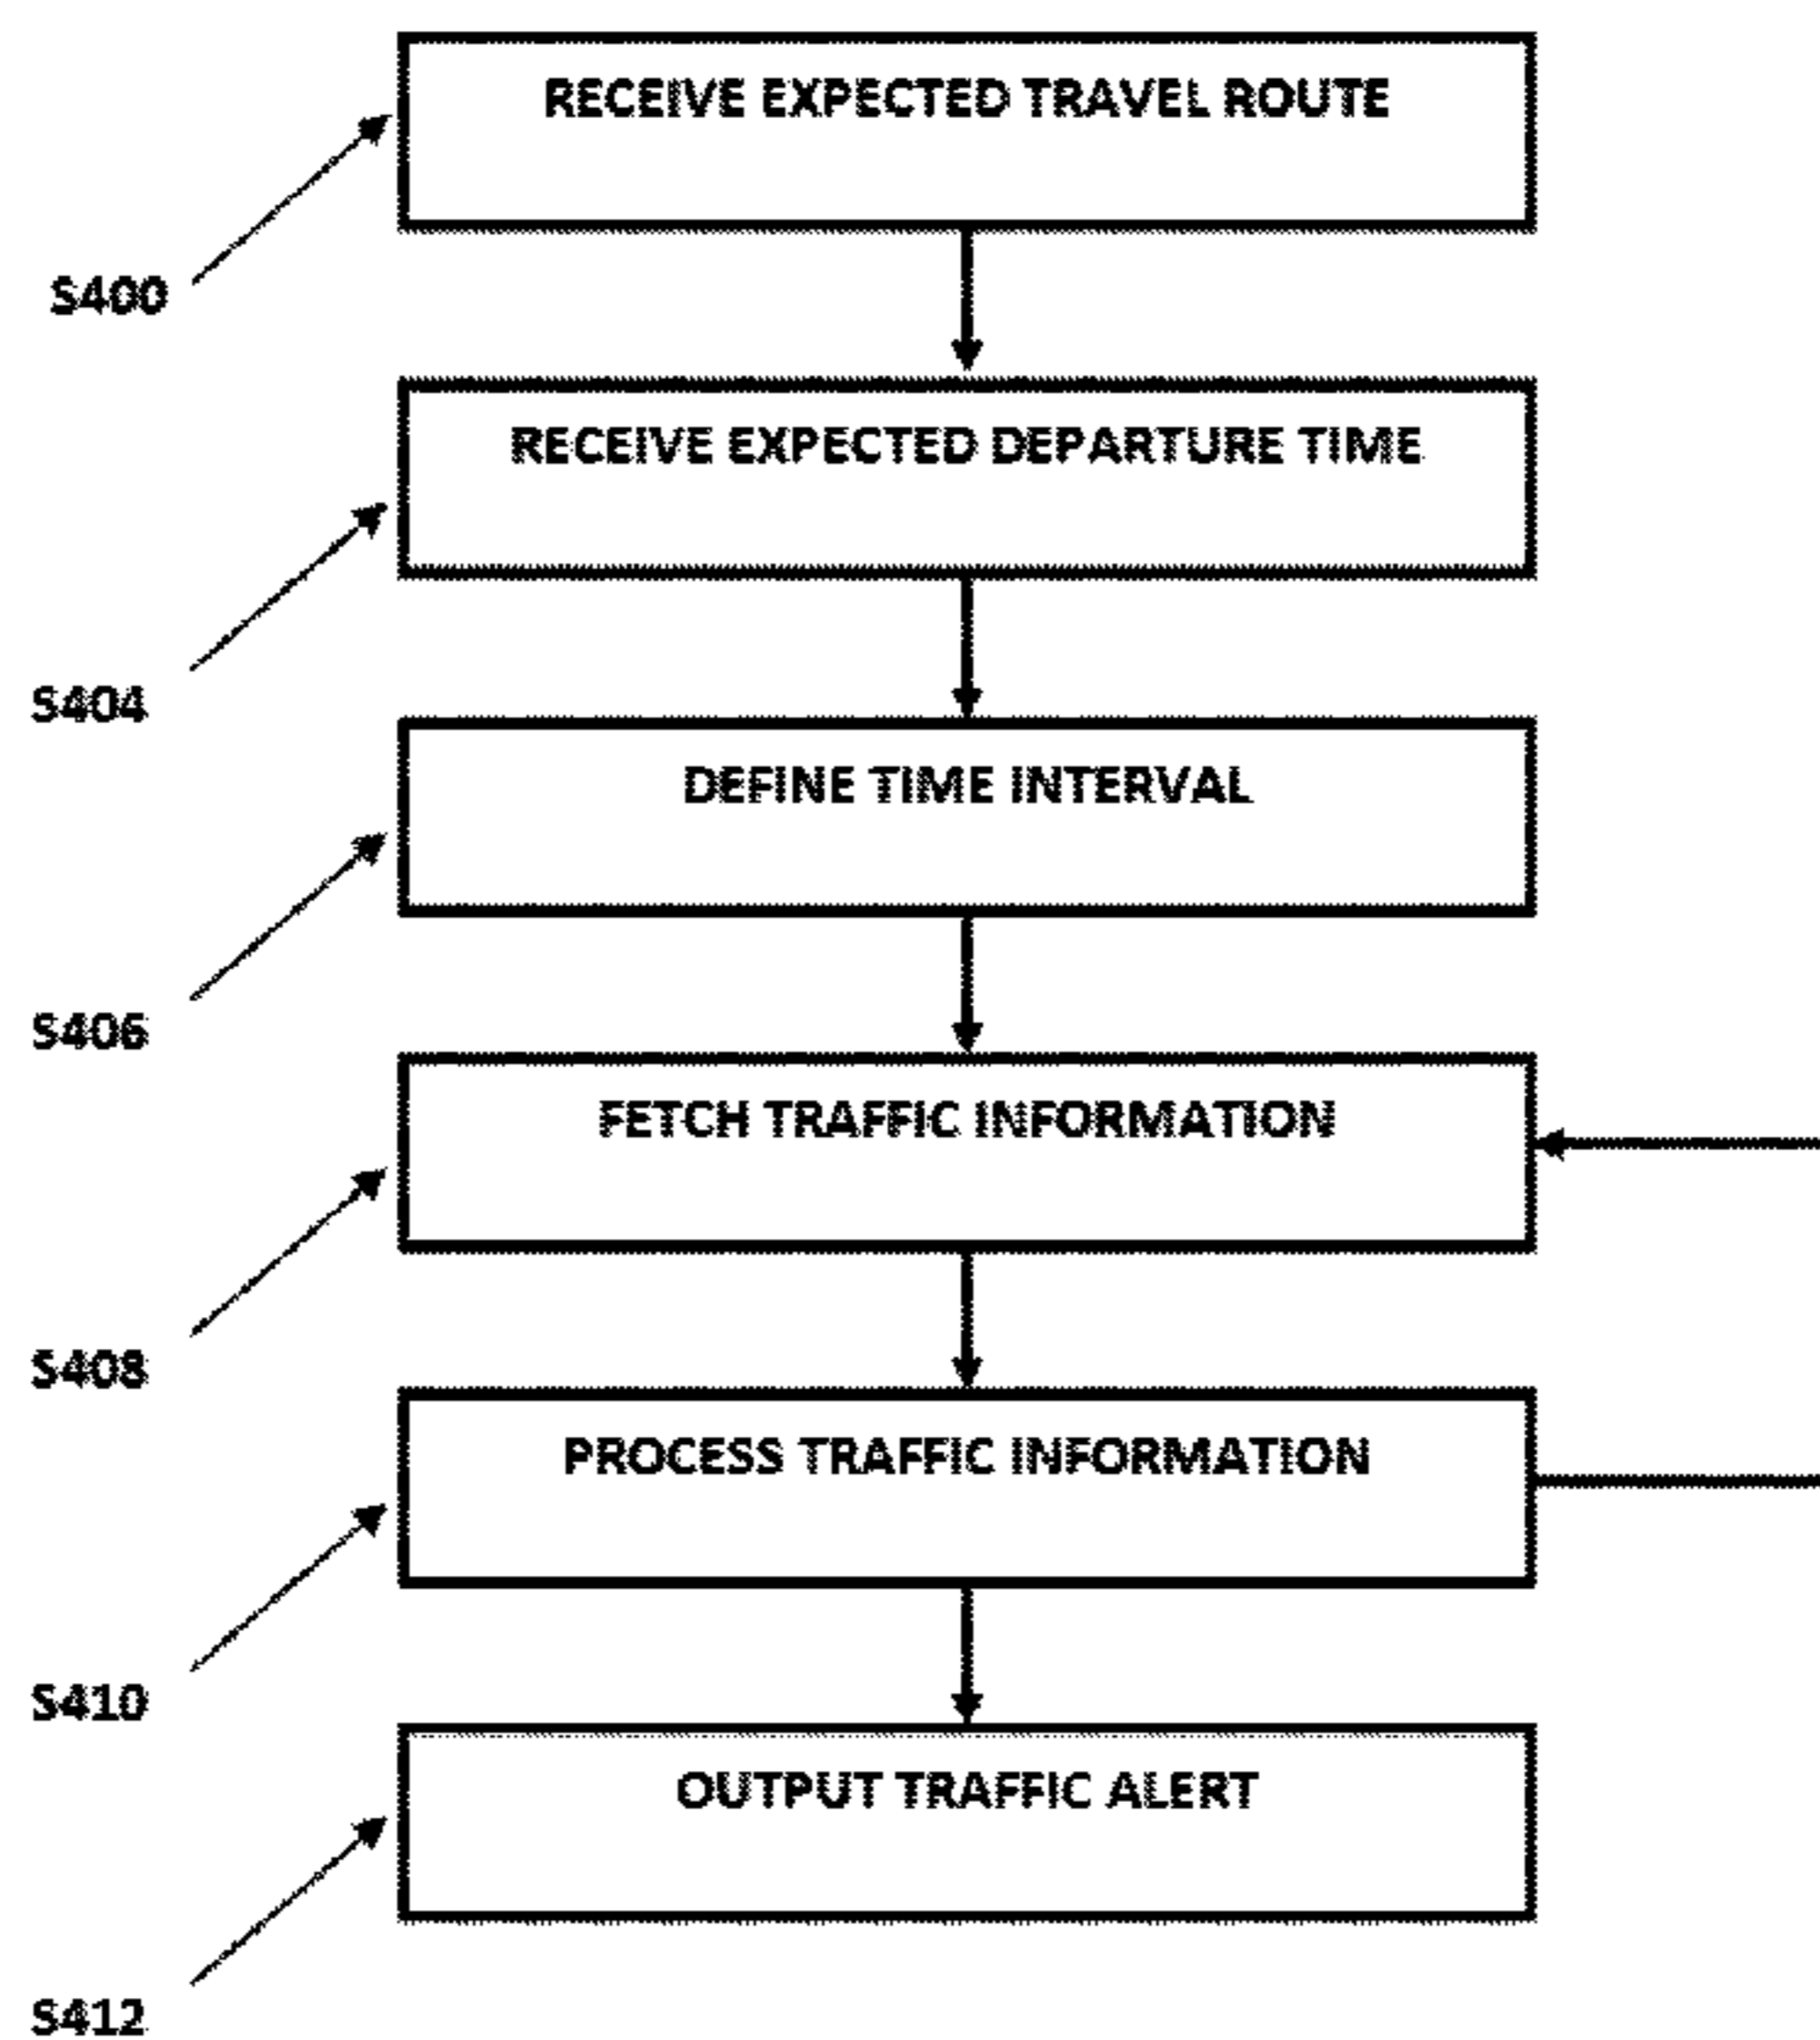 RECEIVE EXPECTED TRAVEL ROUTE
S400
RECEIVE EXPECTED DEPARTURE TIME
S404
DEFINE TIME INTERVAL
S406
FETCH TRAFFIC INFORMATION
S408
PROCESS TRAFFIC INFORMATION
S410
OUTPUT TRAFFIC ALERT
S412